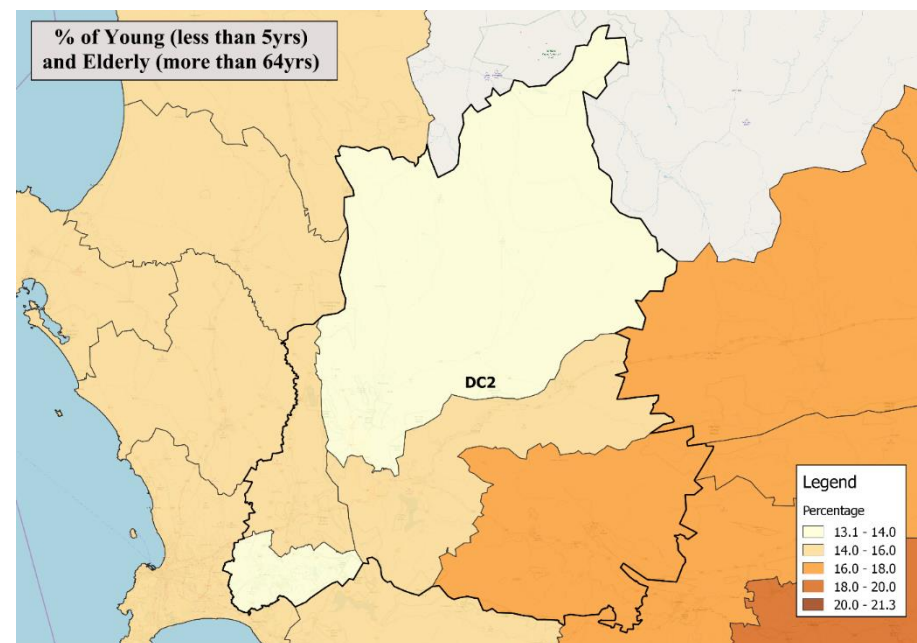 % of Young (less than 5yrs)
and Elderly (more than 64yrs)
DC2
Legend
Percentage
13.1 - 14.0
14.0 - 16.0
16.0 - 18.0
18.0 - 20.0
20.0 - 21.3